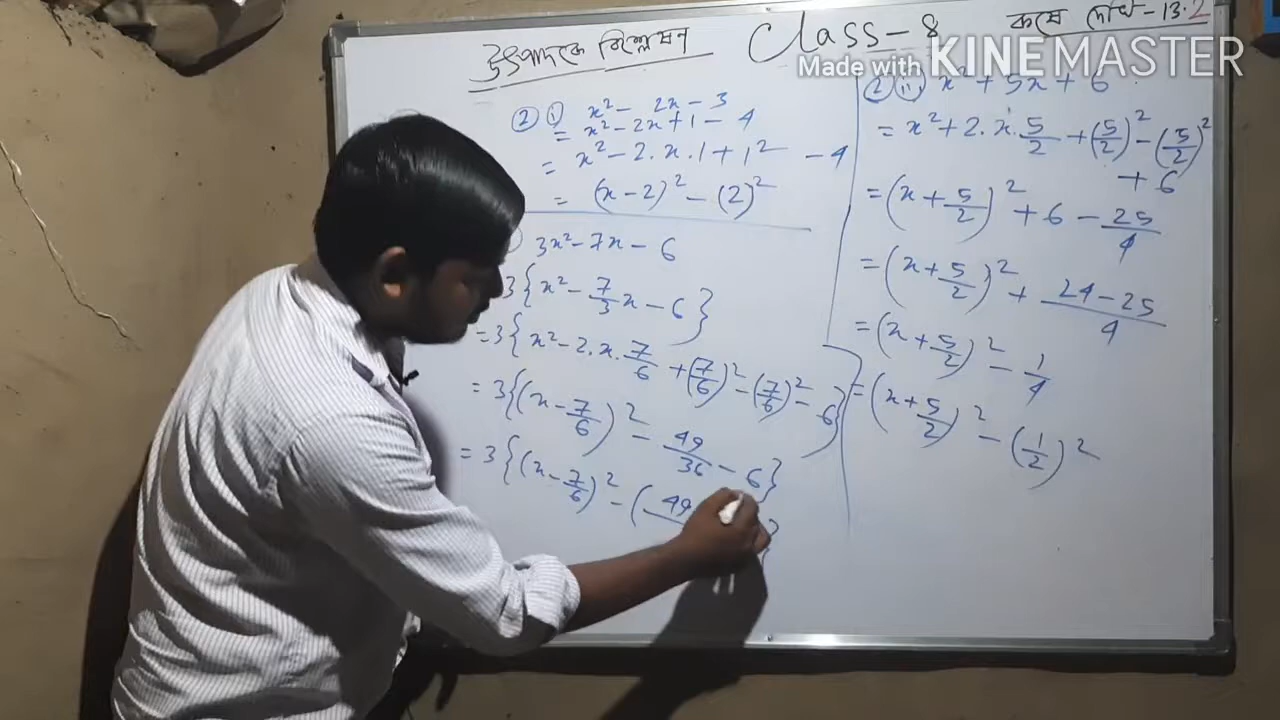 উৎপাদকে বিশ্লেষন Class - 8 কষে দেখি - 13.2
Made with KINEMASTER
② ⓘ x² - 2x - 3
= x² - 2x + 1 - 4
= x² - 2.x.1 + 1² - 4
= (x - 2)² - (2)²
3x² - 7x - 6
3{x² - 7/3 x - 6}
= 3{x² - 2.x.7/6 + (7/6)² - (7/6)² - 6}
= 3{(x - 7/6)² - 49/36 - 6}
= 3{(x - 7/6)² - (49
② (iii) x² + 5x + 6
= x² + 2.x.5/2 + (5/2)² - (5/2)²
+ 6
= (x + 5/2)² + 6 - 25/4
= (x + 5/2)² + 24 - 25/4
= (x + 5/2)² - 1/4
= (x + 5/2)² - (1/2)²